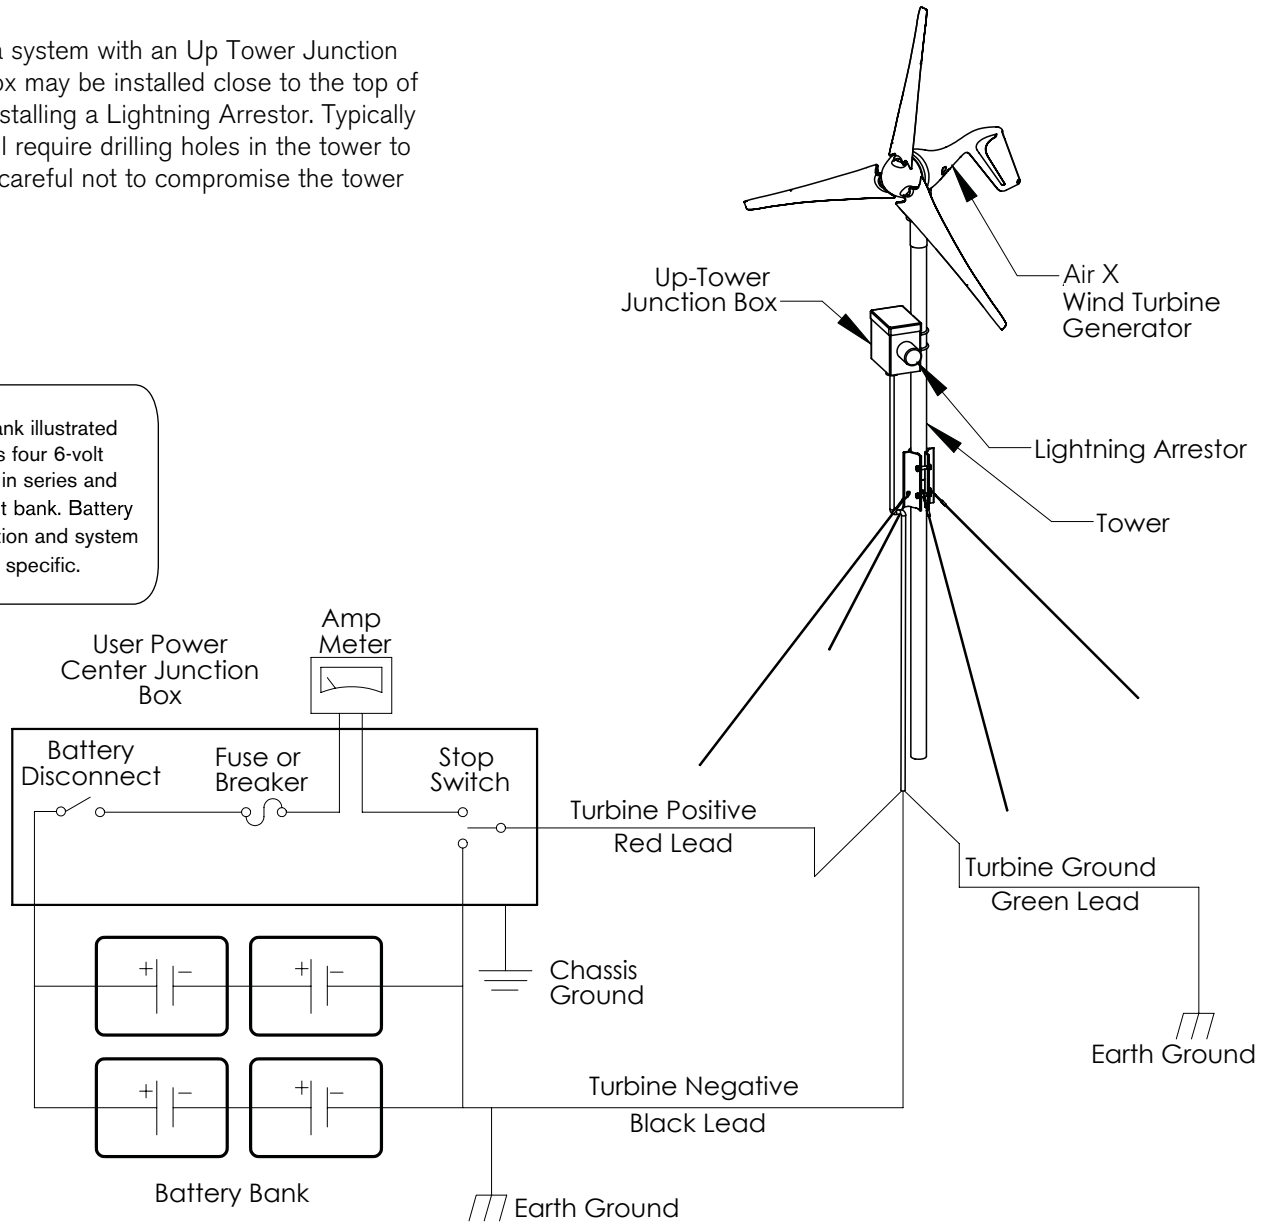 a system with an Up Tower Junction
ox may be installed close to the top of
stalling a Lightning Arrestor. Typically
l require drilling holes in the tower to
careful not to compromise the tower
Up-Tower
Junction Box
Air X
Wind Turbine
Generator
Lightning Arrestor
Tower
ank illustrated
s four 6-volt
in series and
t bank. Battery
tion and system
specific.
Amp
Meter
User Power
Center Junction
Box
Battery
Disconnect
Fuse or
Breaker
Stop
Switch
Turbine Positive
Red Lead
Turbine Ground
Green Lead
+ − + −
Chassis
Ground
Earth Ground
+ − + −
Turbine Negative
Black Lead
Battery Bank
Earth Ground